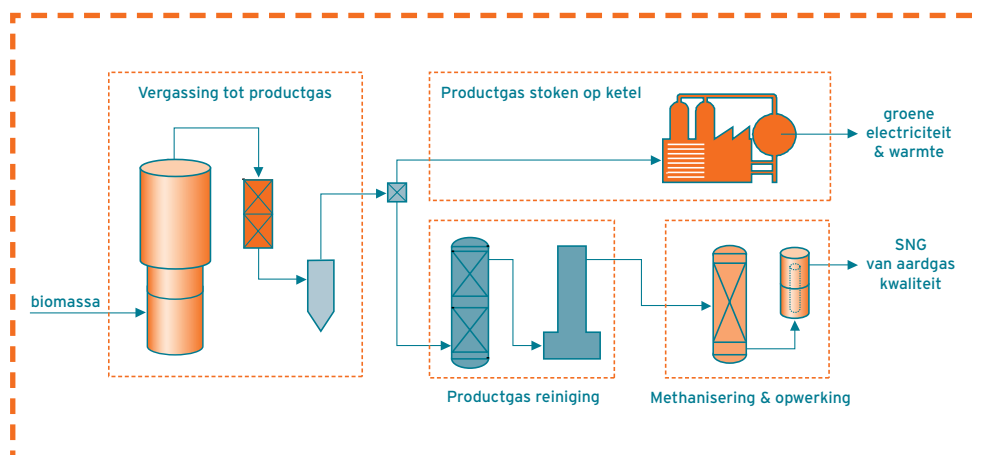 Vergassing tot productgas
Productgas stoken op ketel
groene
electriciteit
& warmte
biomassa
SNG
van aardgas
kwaliteit
Productgas reiniging
Methanisering & opwerking